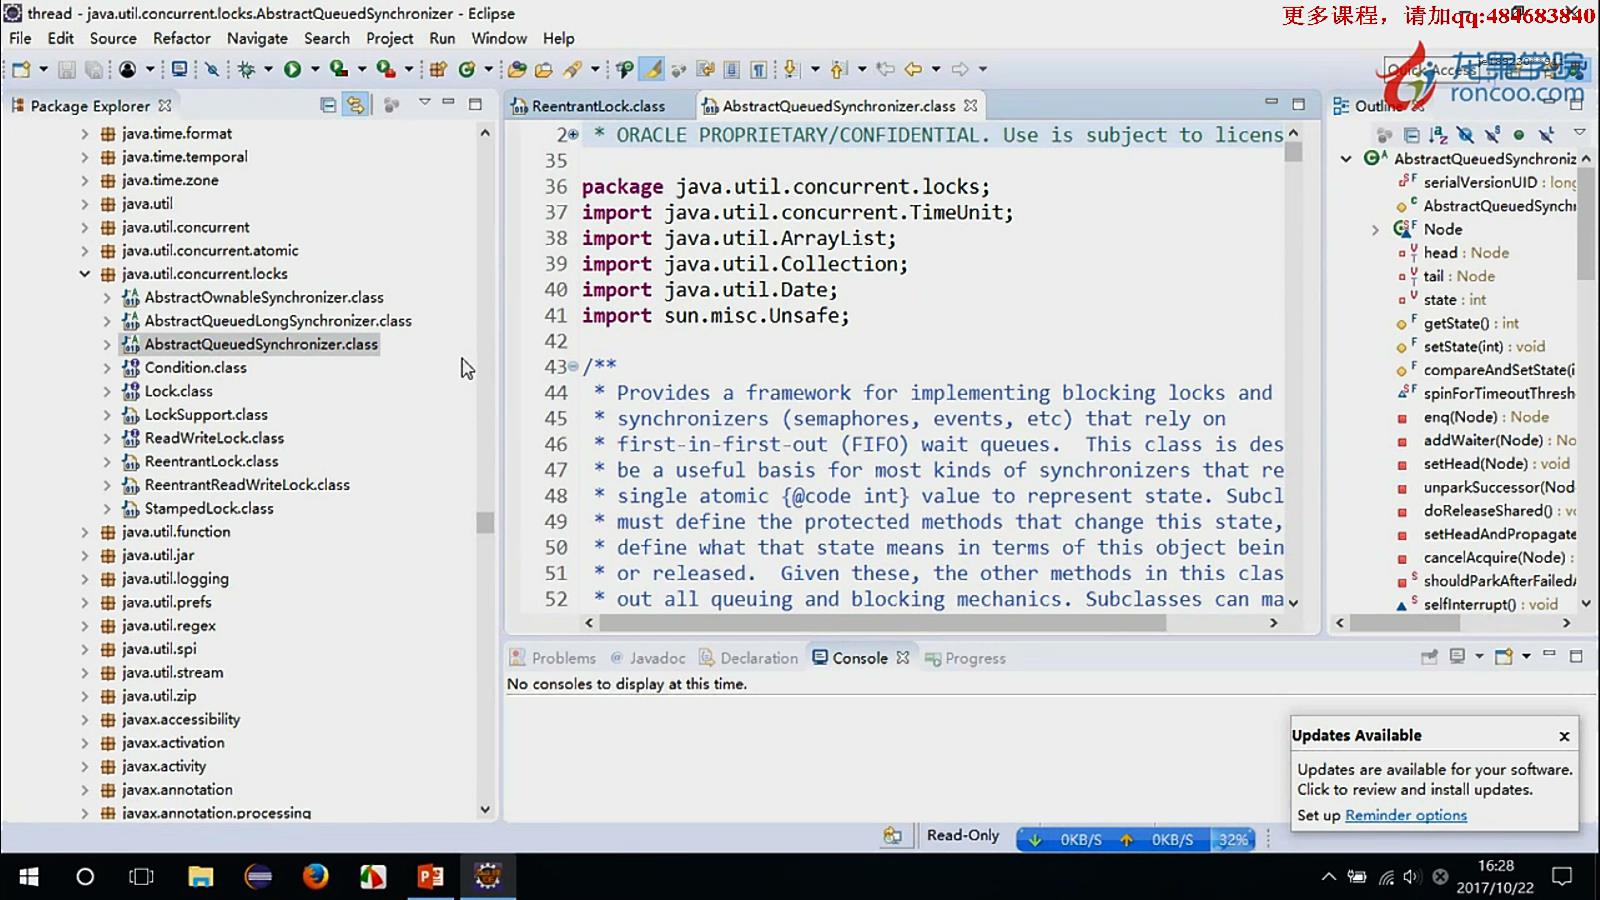 thread - java.util.concurrent.locks.AbstractQueuedSynchronizer - Eclipse
更多课程，请加qq:484683840
File Edit Source Refactor Navigate Search Project Run Window Help
Quick Access
龙果学院
roncoo.com
Package Explorer
java.time.format
java.time.temporal
java.time.zone
java.util
java.util.concurrent
java.util.concurrent.atomic
java.util.concurrent.locks
AbstractOwnableSynchronizer.class
AbstractQueuedLongSynchronizer.class
AbstractQueuedSynchronizer.class
Condition.class
Lock.class
LockSupport.class
ReadWriteLock.class
ReentrantLock.class
ReentrantReadWriteLock.class
StampedLock.class
java.util.function
java.util.jar
java.util.logging
java.util.prefs
java.util.regex
java.util.spi
java.util.stream
java.util.zip
javax.accessibility
javax.activation
javax.activity
javax.annotation
javax.annotation.processing
ReentrantLock.class AbstractQueuedSynchronizer.class
2 * ORACLE PROPRIETARY/CONFIDENTIAL. Use is subject to licens
35
36 package java.util.concurrent.locks;
37 import java.util.concurrent.TimeUnit;
38 import java.util.ArrayList;
39 import java.util.Collection;
40 import java.util.Date;
41 import sun.misc.Unsafe;
42
43 /**
44 * Provides a framework for implementing blocking locks and
45 * synchronizers (semaphores, events, etc) that rely on
46 * first-in-first-out (FIFO) wait queues.  This class is des
47 * be a useful basis for most kinds of synchronizers that re
48 * single atomic {@code int} value to represent state. Subcl
49 * must define the protected methods that change this state,
50 * define what that state means in terms of this object bein
51 * or released.  Given these, the other methods in this clas
52 * out all queuing and blocking mechanics. Subclasses can ma
Outline
AbstractQueuedSynchroniz
serialVersionUID : long
AbstractQueuedSynchr
Node
head : Node
tail : Node
state : int
getState() : int
setState(int) : void
compareAndSetState(i
spinForTimeoutThresh
enq(Node) : Node
addWaiter(Node) : No
setHead(Node) : void
unparkSuccessor(Nod
doReleaseShared() : v
setHeadAndPropagate
cancelAcquire(Node) :
shouldParkAfterFailedA
selfInterrupt() : void
Problems @ Javadoc Declaration Console Progress
No consoles to display at this time.
Updates Available
Updates are available for your software.
Click to review and install updates.
Set up Reminder options
Read-Only
0KB/S 0KB/S 32%
16:28
2017/10/22